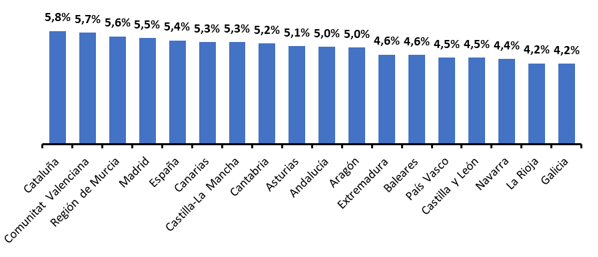 5,8%
5,7%
5,6%
5,5%
5,4%
5,3%
5,3%
5,2%
5,1%
5,0%
5,0%
4,6%
4,6%
4,5%
4,5%
4,4%
4,2%
4,2%
Cataluña
Comunitat Valenciana
Región de Murcia
Madrid
España
Canarias
Castilla-La Mancha
Cantabria
Asturias
Andalucía
Aragón
Extremadura
Baleares
País Vasco
Castilla y León
Navarra
La Rioja
Galicia